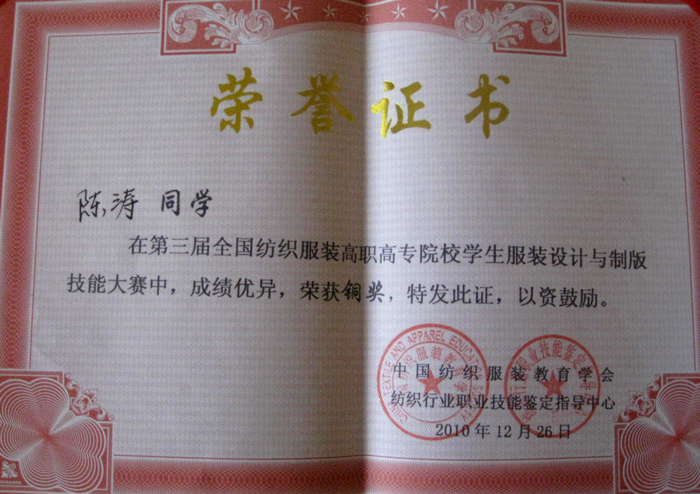 荣誉证书
陈涛 同学
在第三届全国纺织服装高职高专院校学生服装设计与制版
技能大赛中，成绩优异，荣获铜奖，特发此证，以资鼓励。
中国纺织服装教育学会
纺织行业职业技能鉴定指导中心
2010年12月26日